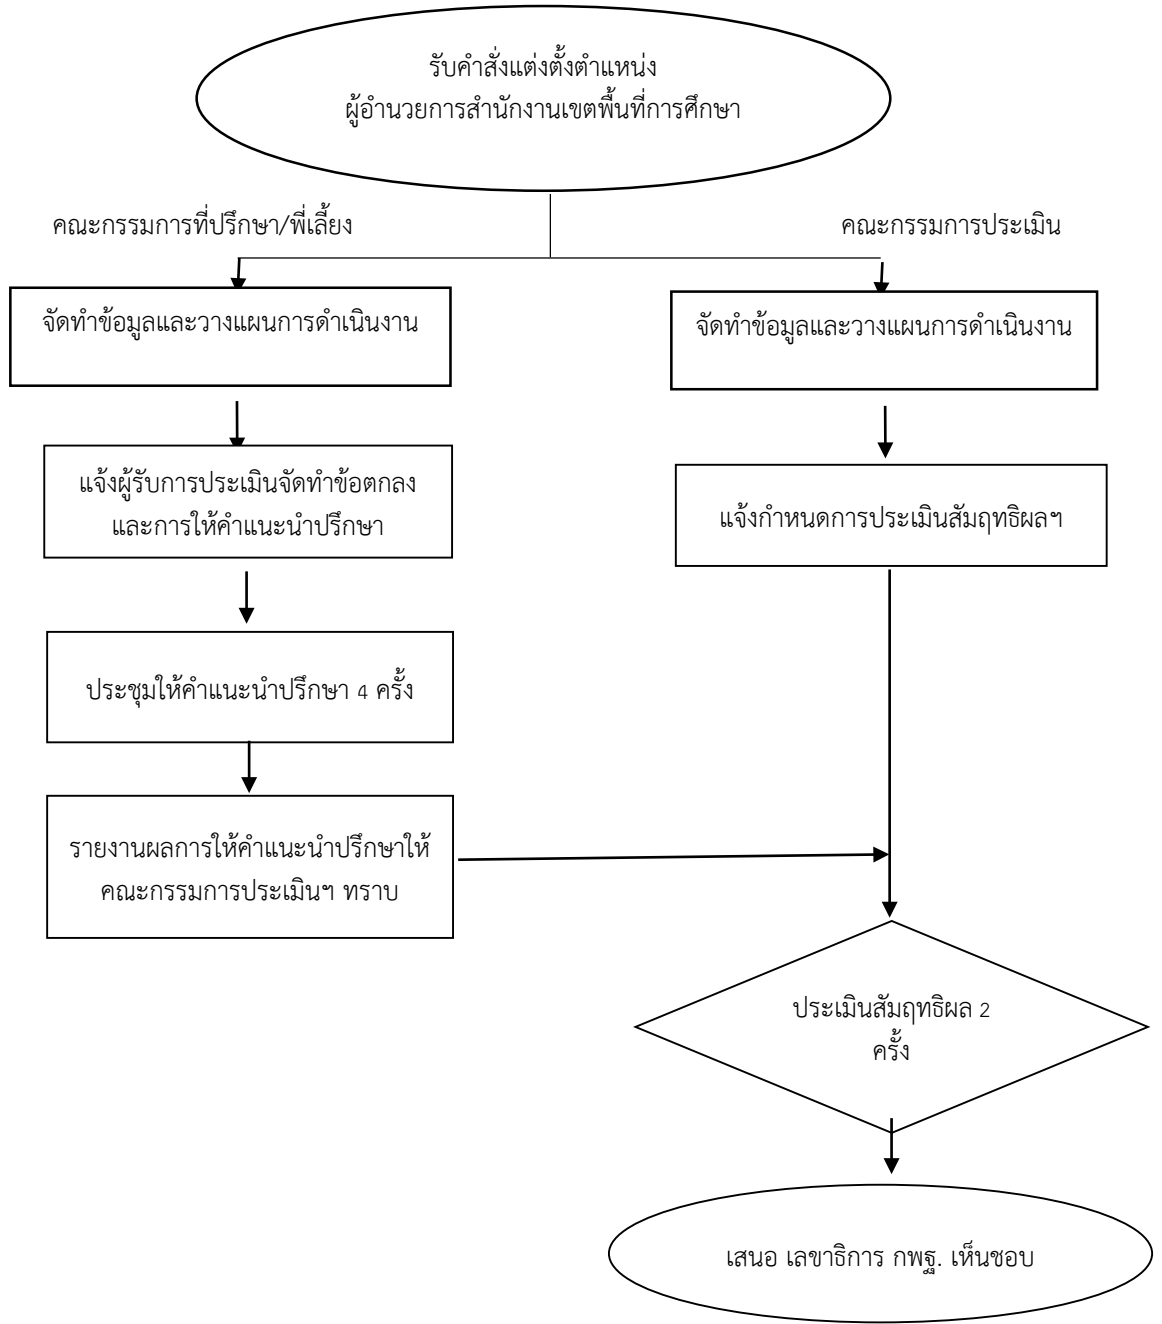 รับคำสั่งแต่งตั้งตำแหน่ง
ผู้อำนวยการสำนักงานเขตพื้นที่การศึกษา
คณะกรรมการที่ปรึกษา/พี่เลี้ยง
คณะกรรมการประเมิน
จัดทำข้อมูลและวางแผนการดำเนินงาน
จัดทำข้อมูลและวางแผนการดำเนินงาน
แจ้งผู้รับการประเมินจัดทำข้อตกลง
และการให้คำแนะนำปรึกษา
แจ้งกำหนดการประเมินสัมฤทธิผลฯ
ประชุมให้คำแนะนำปรึกษา 4 ครั้ง
รายงานผลการให้คำแนะนำปรึกษาให้
คณะกรรมการประเมินฯ ทราบ
ประเมินสัมฤทธิผล 2
ครั้ง
เสนอ เลขาธิการ กพฐ. เห็นชอบ